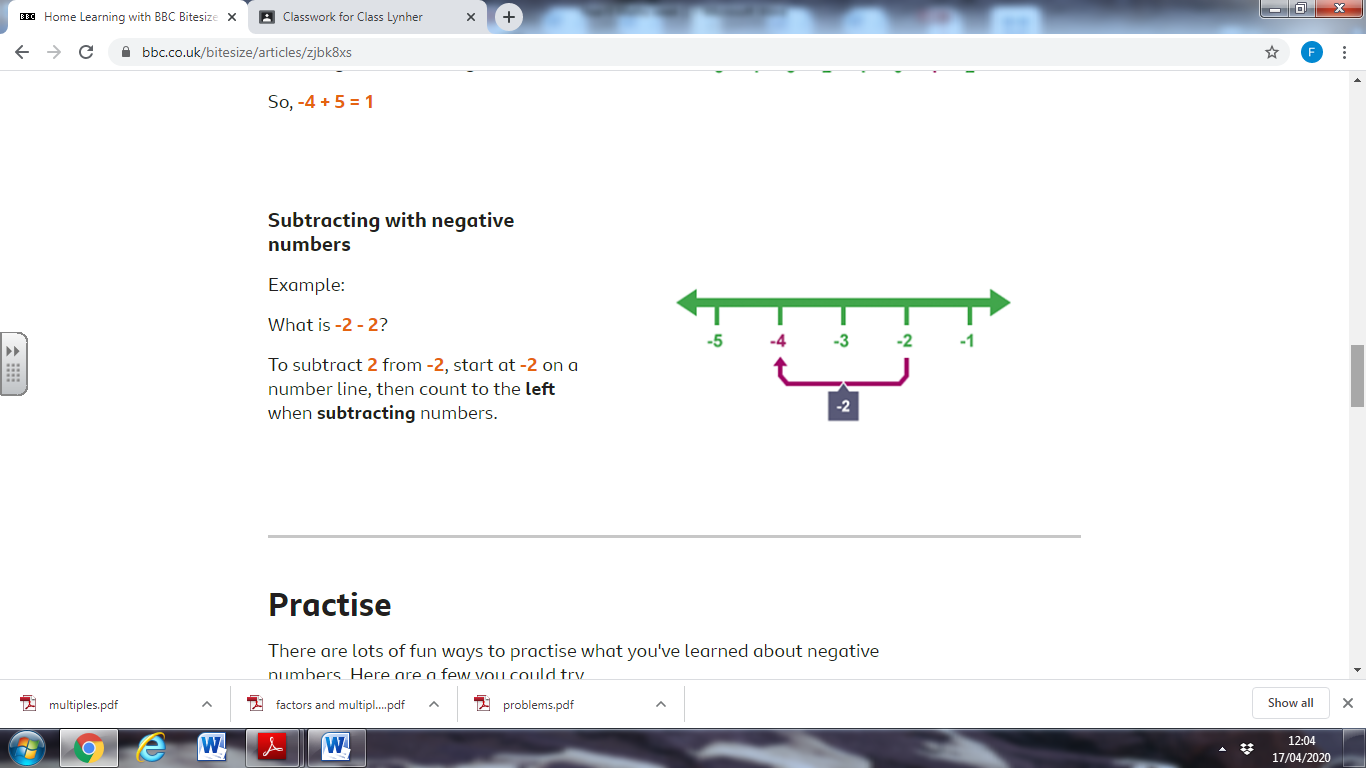 BBC Home Learning with BBC Bitesize
Classwork for Class Lynher
bbc.co.uk/bitesize/articles/zjbk8xs
F
So, -4 + 5 = 1
Subtracting with negative
numbers
Example:
What is -2 - 2?
To subtract 2 from -2, start at -2 on a
number line, then count to the left
when subtracting numbers.
-5 -4 -3 -2 -1
-2
Practise
There are lots of fun ways to practise what you've learned about negative
numbers. Here are a few you could try
multiples.pdf
factors and multipl....pdf
problems.pdf
Show all
12:04
17/04/2020